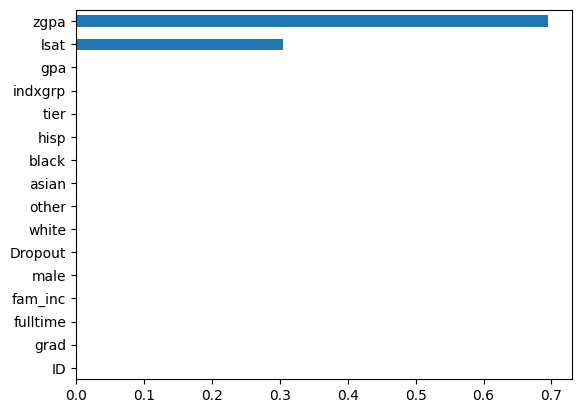 zgpa
lsat
gpa
indxgrp
tier
hisp
black
asian
other
white
Dropout
male
fam_inc
fulltime
grad
ID
0.0 0.1 0.2 0.3 0.4 0.5 0.6 0.7